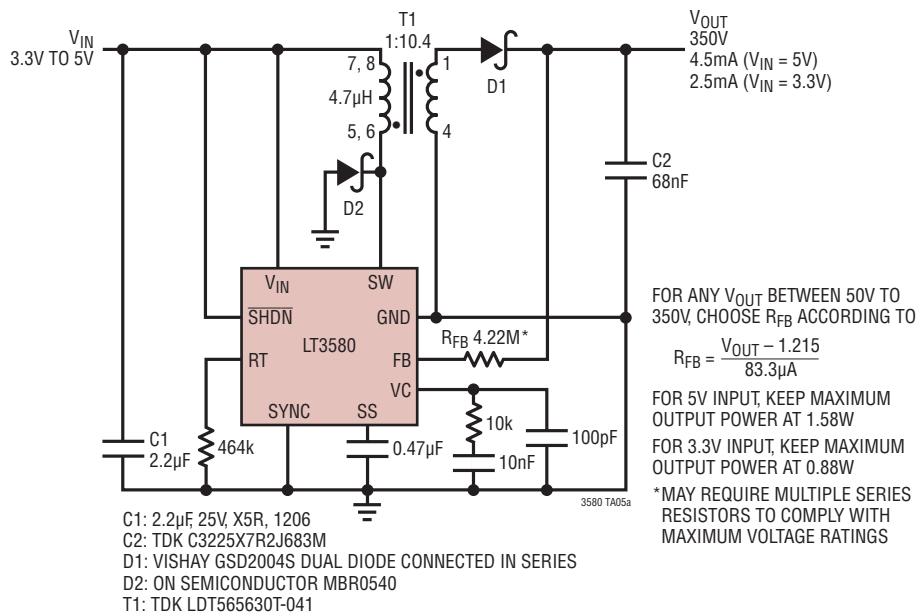 T1
1:10.4
VIN
3.3V TO 5V
7, 8
4.7µH
5, 6
1
4
D1
VOUT
350V
4.5mA (VIN = 5V)
2.5mA (VIN = 3.3V)
C2
68nF
D2
VIN
SW
SHDN
GND
LT3580
RFB 4.22M*
RT
FB
VC
SYNC
SS
C1
2.2µF
464k
0.47µF
10k
10nF
100pF
FOR ANY VOUT BETWEEN 50V TO
350V, CHOOSE RFB ACCORDING TO
RFB = VOUT – 1.215
83.3µA
FOR 5V INPUT, KEEP MAXIMUM
OUTPUT POWER AT 1.58W
FOR 3.3V INPUT, KEEP MAXIMUM
OUTPUT POWER AT 0.88W
*MAY REQUIRE MULTIPLE SERIES
RESISTORS TO COMPLY WITH
MAXIMUM VOLTAGE RATINGS
3580 TA05a
C1: 2.2µF, 25V, X5R, 1206
C2: TDK C3225X7R2J683M
D1: VISHAY GSD2004S DUAL DIODE CONNECTED IN SERIES
D2: ON SEMICONDUCTOR MBR0540
T1: TDK LDT565630T-041